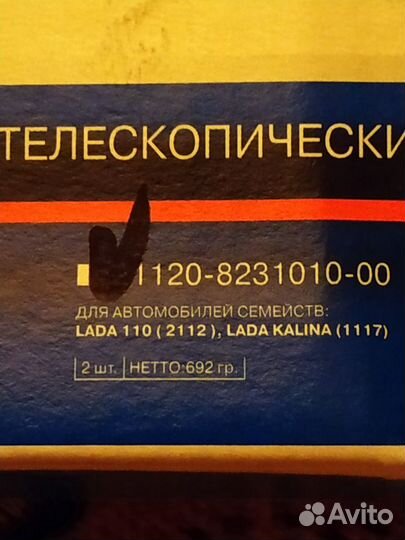 ТЕЛЕСКОПИЧЕСКИ
1120-8231010-00
ДЛЯ АВТОМОБИЛЕЙ СЕМЕЙСТВ:
LADA 110 ( 2112 ), LADA KALINA (1117)
2 шт. НЕТТО:692 гр.
Avito